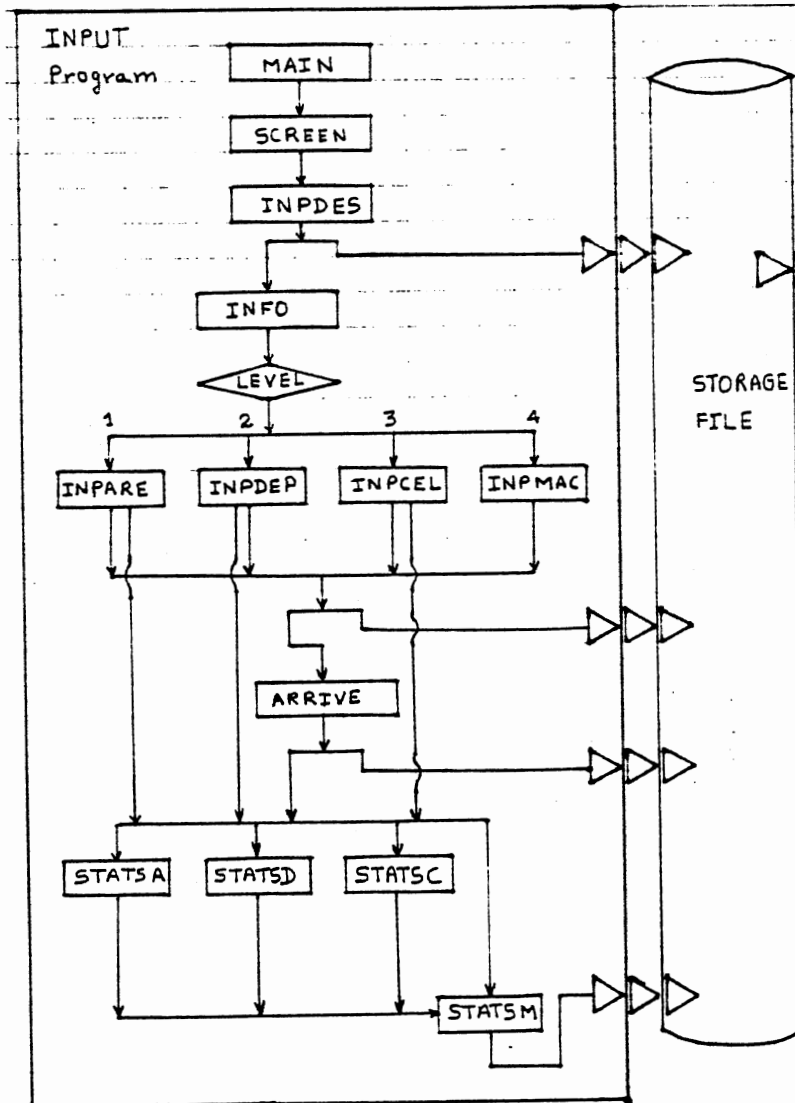 INPUT
Program
MAIN
SCREEN
INPDES
INFO
LEVEL
STORAGE
FILE
1 2 3 4
INPARE INPDEP INPCEL INPMAC
ARRIVE
STATSA STATSD STATSC
STATSM